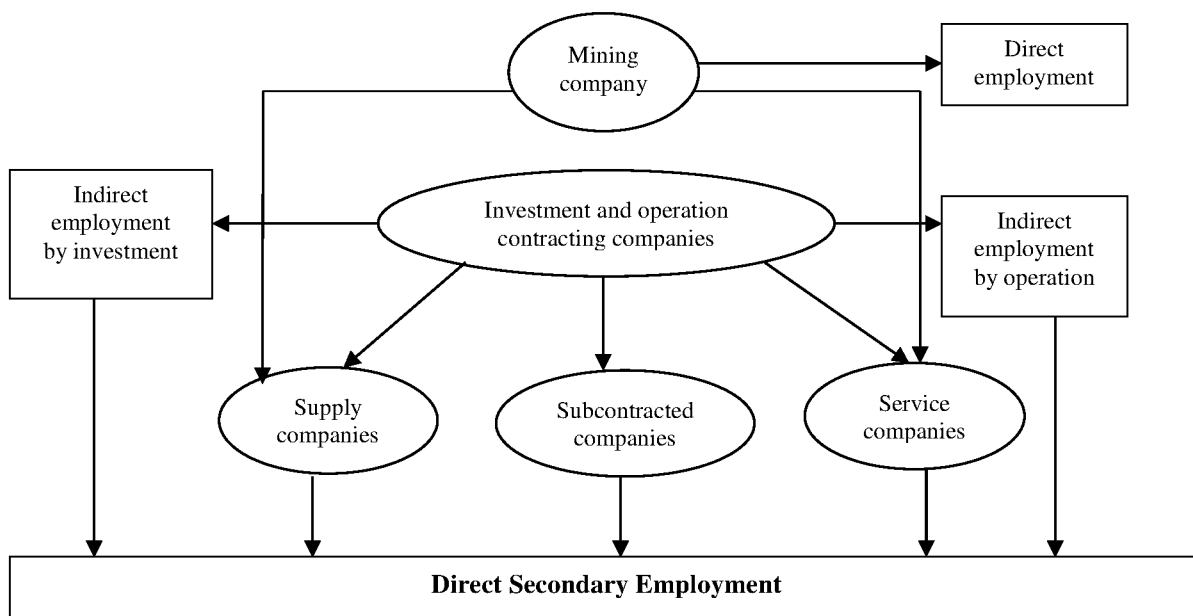 Mining
company
Direct
employment
Indirect
employment
by investment
Investment and operation
contracting companies
Indirect
employment
by operation
Supply
companies
Subcontracted
companies
Service
companies
Direct Secondary Employment